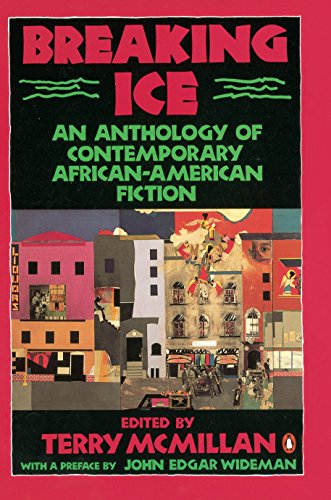 BREAKING
ICE
AN ANTHOLOGY OF
CONTEMPORARY
AFRICAN-AMERICAN
FICTION
LIQUORS
EDITED BY
TERRY MCMILLAN
WITH A PREFACE BY JOHN EDGAR WIDEMAN